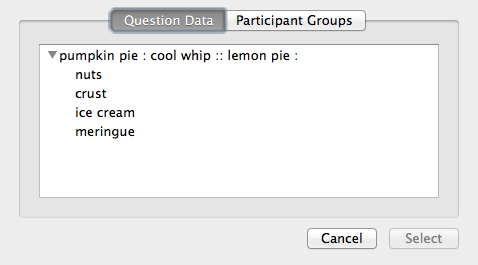 Question Data Participant Groups
pumpkin pie : cool whip :: lemon pie :
nuts
crust
ice cream
meringue
Cancel Select